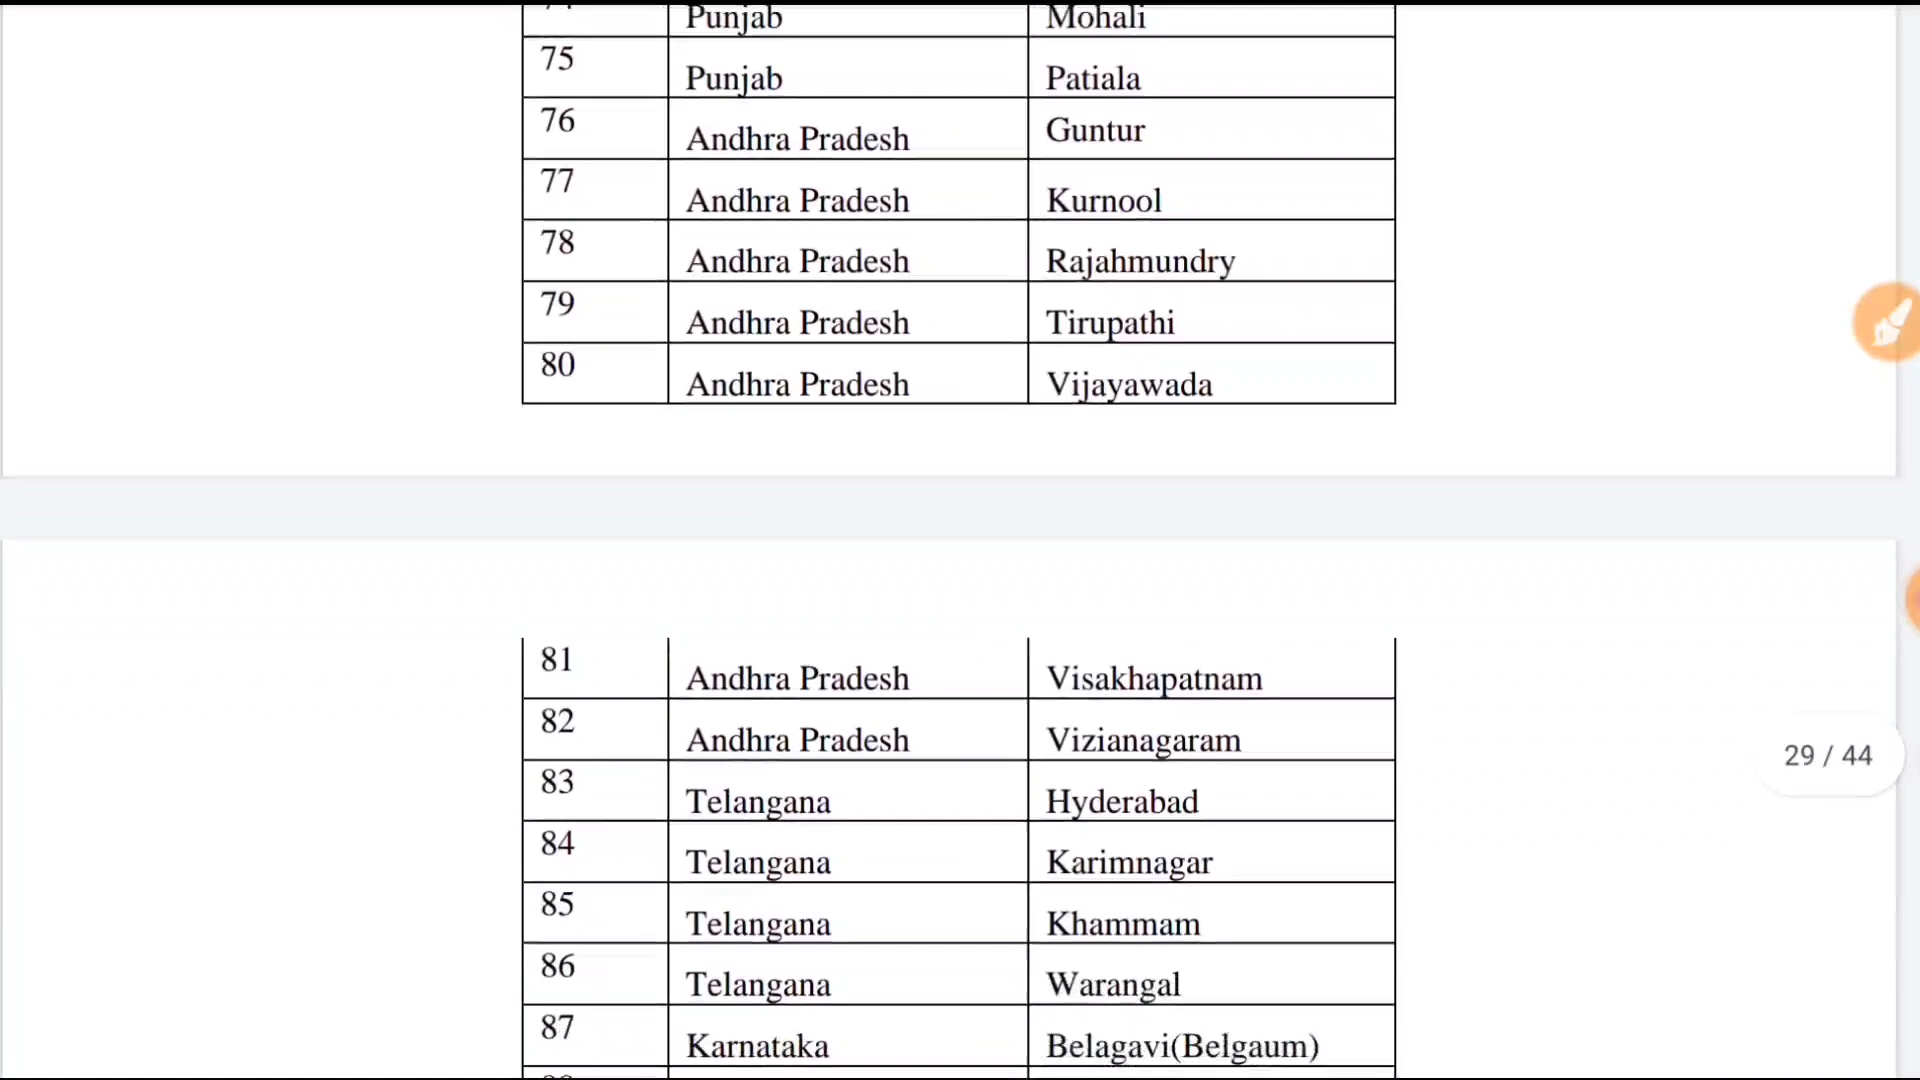 Punjab Mohali
75 Punjab Patiala
76 Andhra Pradesh Guntur
77 Andhra Pradesh Kurnool
78 Andhra Pradesh Rajahmundry
79 Andhra Pradesh Tirupathi
80 Andhra Pradesh Vijayawada
81 Andhra Pradesh Visakhapatnam
82 Andhra Pradesh Vizianagaram
29 / 44
83 Telangana Hyderabad
84 Telangana Karimnagar
85 Telangana Khammam
86 Telangana Warangal
87 Karnataka Belagavi(Belgaum)